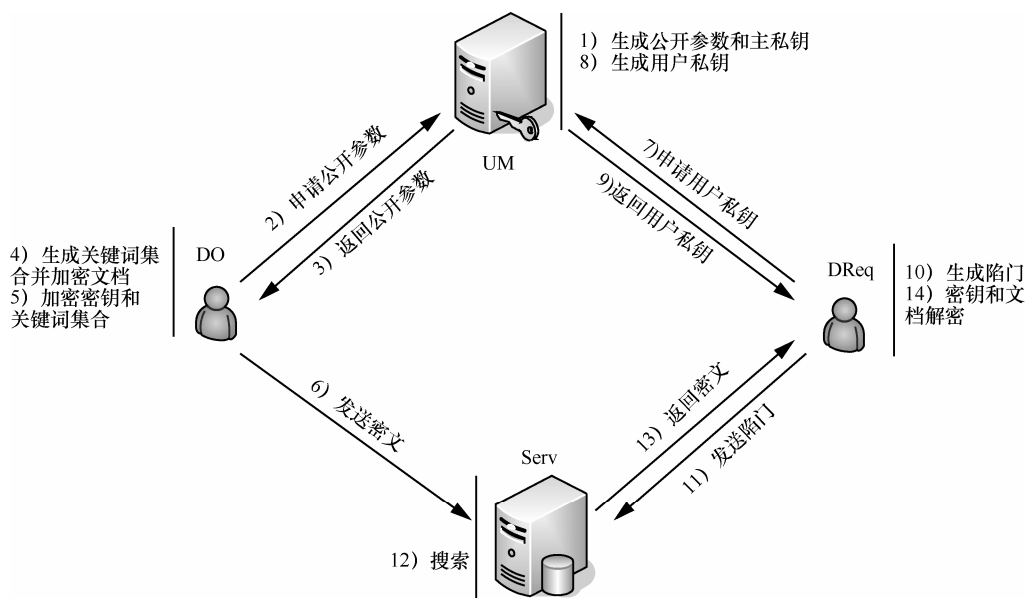 1) 生成公开参数和主私钥
8) 生成用户私钥
UM
2) 申请公开参数
3) 返回公开参数
7)申请用户私钥
9)返回用户私钥
4) 生成关键词集
合并加密文档
5) 加密密钥和
关键词集合
DO
DReq
10) 生成陷门
14) 密钥和文
档解密
6) 发送密文
13) 返回密文
11) 发送陷门
Serv
12) 搜索